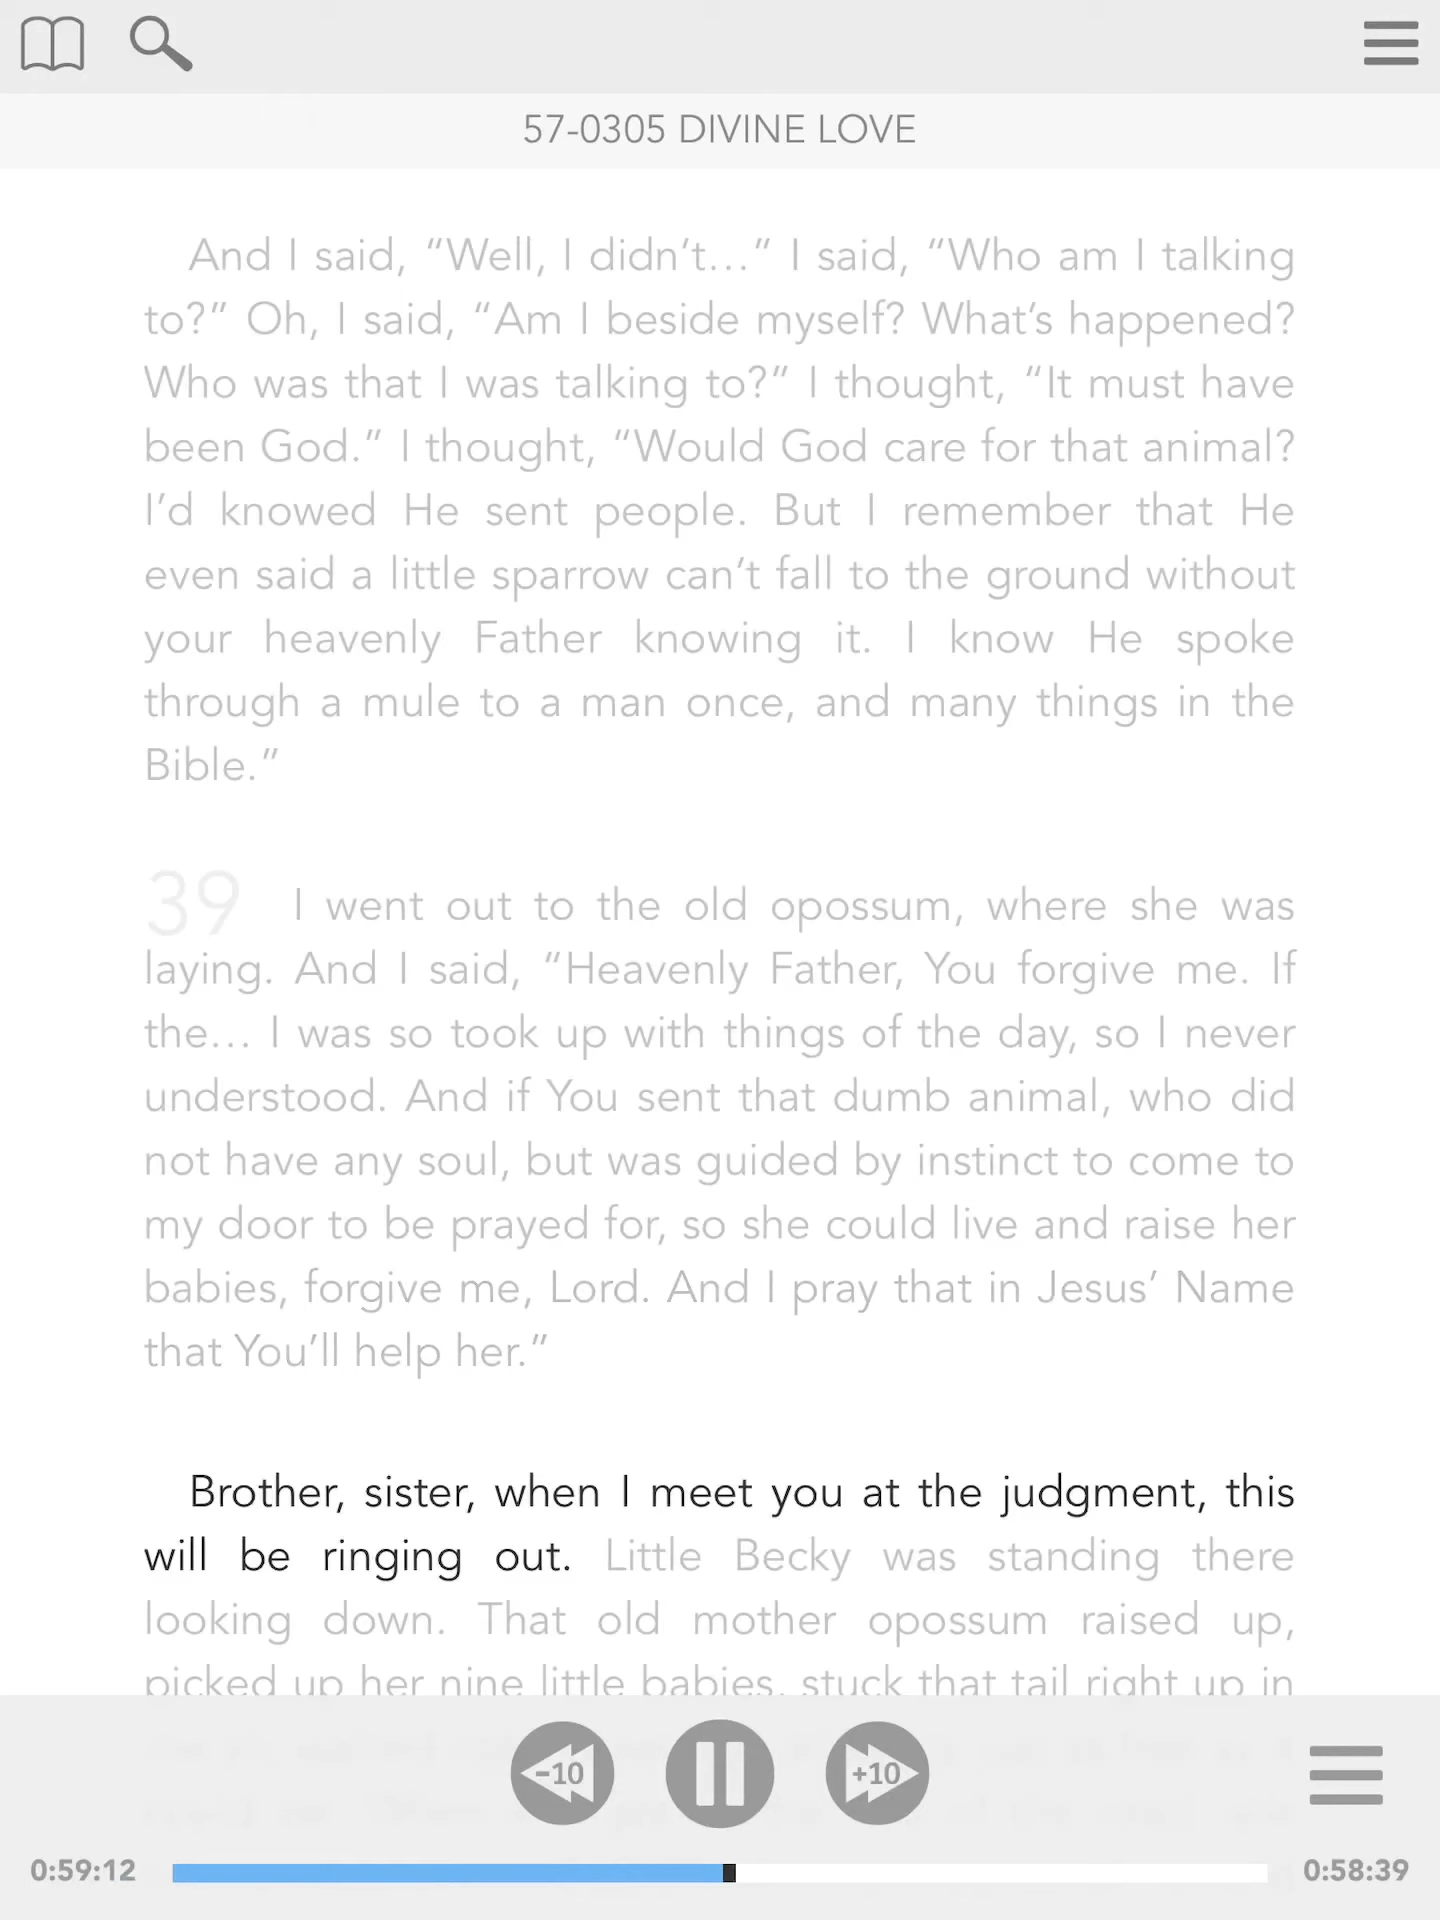 57-0305 DIVINE LOVE
And I said, “Well, I didn’t…” I said, “Who am I talking
to?” Oh, I said, “Am I beside myself? What’s happened?
Who was that I was talking to?” I thought, “It must have
been God.” I thought, “Would God care for that animal?
I’d knowed He sent people. But I remember that He
even said a little sparrow can’t fall to the ground without
your heavenly Father knowing it. I know He spoke
through a mule to a man once, and many things in the
Bible.”
39 I went out to the old opossum, where she was
laying. And I said, “Heavenly Father, You forgive me. If
the… I was so took up with things of the day, so I never
understood. And if You sent that dumb animal, who did
not have any soul, but was guided by instinct to come to
my door to be prayed for, so she could live and raise her
babies, forgive me, Lord. And I pray that in Jesus’ Name
that You’ll help her.”
Brother, sister, when I meet you at the judgment, this
will be ringing out. Little Becky was standing there
looking down. That old mother opossum raised up,
picked up her nine little babies, stuck that tail right up in
-10 +10
0:59:12 0:58:39